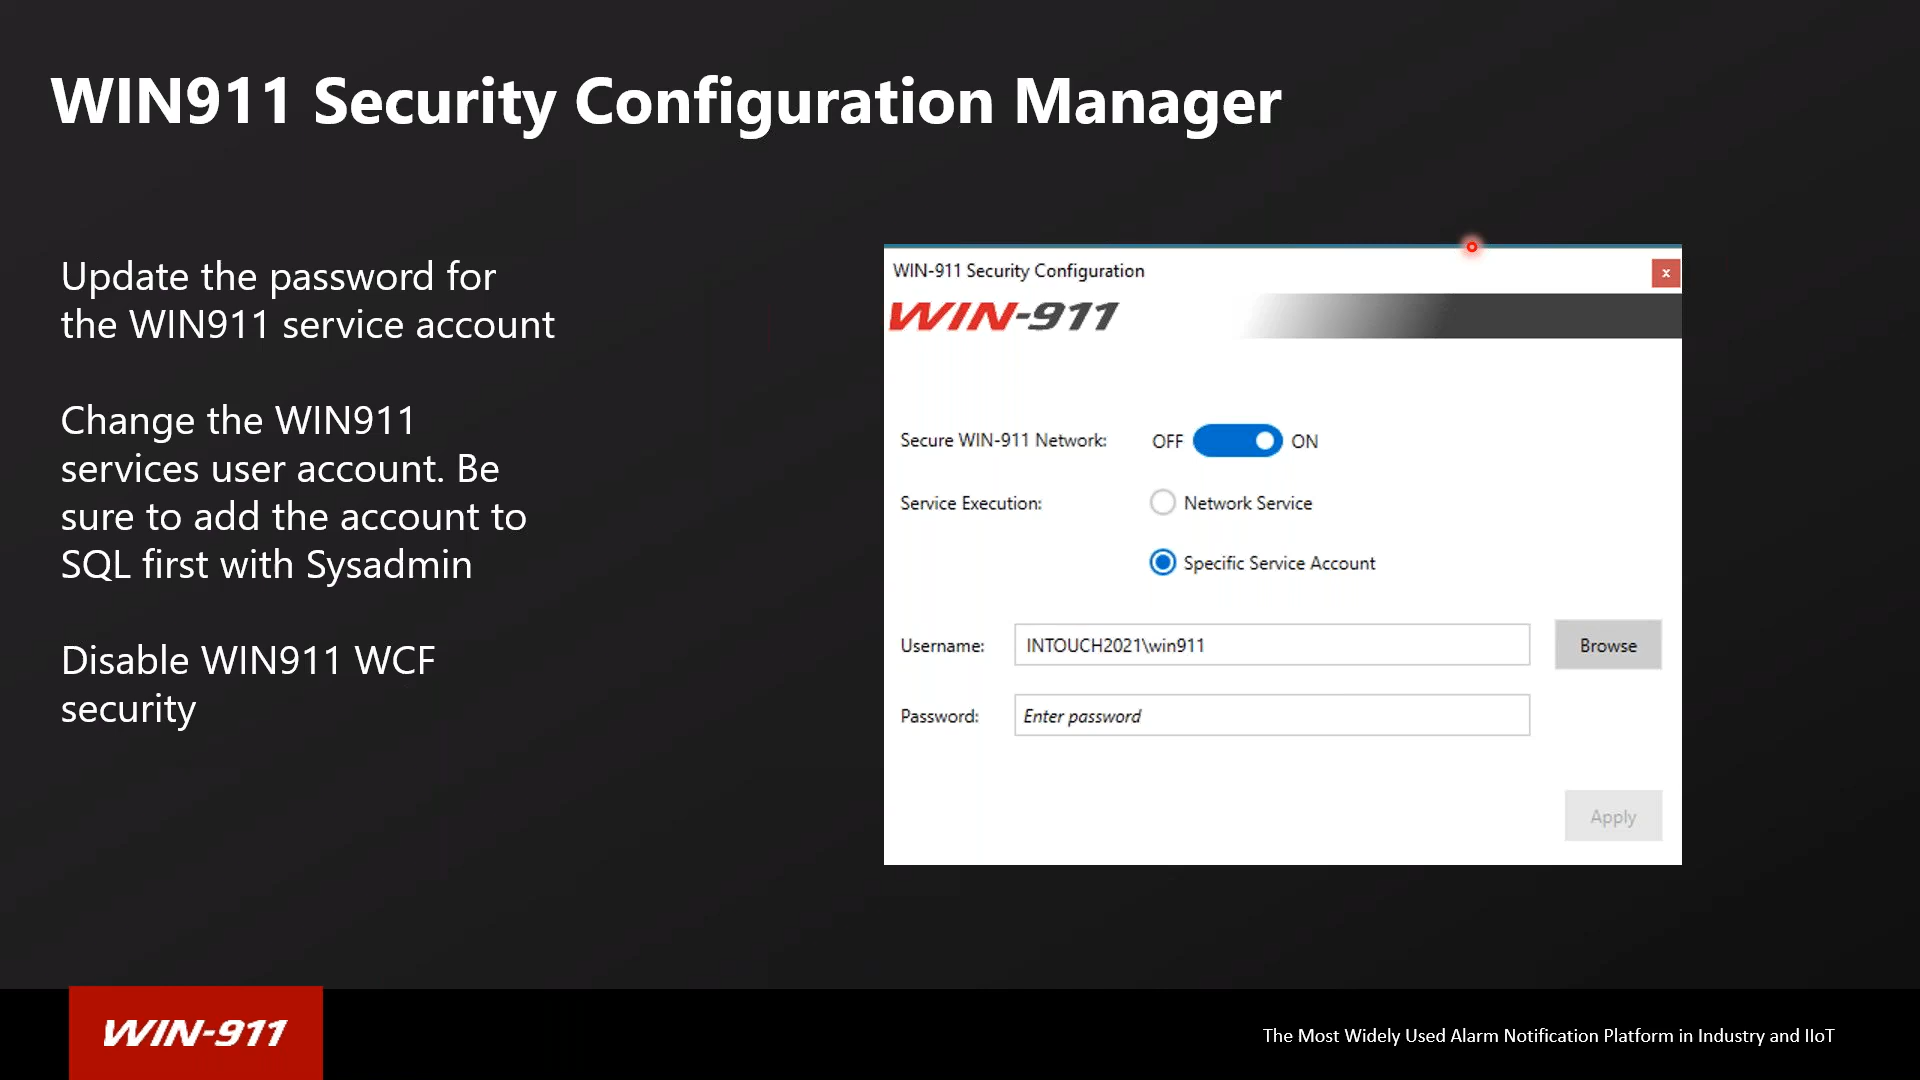 WIN911 Security Configuration Manager
Update the password for
the WIN911 service account
Change the WIN911
services user account. Be
sure to add the account to
SQL first with Sysadmin
Disable WIN911 WCF
security
WIN-911 Security Configuration
x
WIN-911
Secure WIN-911 Network: OFF ON
Service Execution: Network Service
Specific Service Account
Username: INTOUCH2021\win911 Browse
Password: Enter password
Apply
WIN-911
The Most Widely Used Alarm Notification Platform in Industry and IIoT